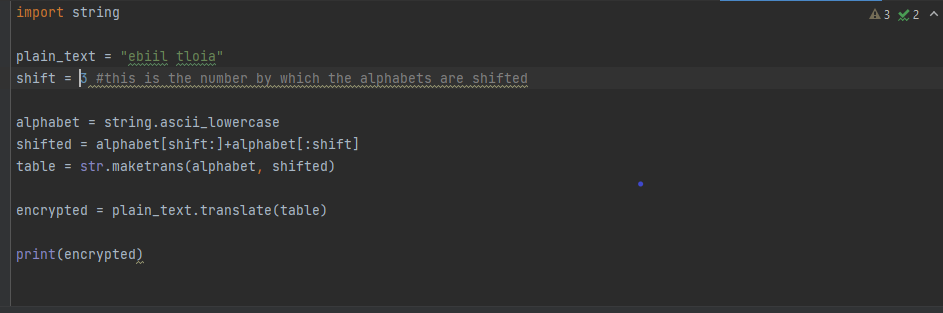 import string
3 2
plain_text = "ebiil tloia"
shift = 3 #this is the number by which the alphabets are shifted
alphabet = string.ascii_lowercase
shifted = alphabet[shift:]+alphabet[:shift]
table = str.maketrans(alphabet, shifted)
encrypted = plain_text.translate(table)
print(encrypted)